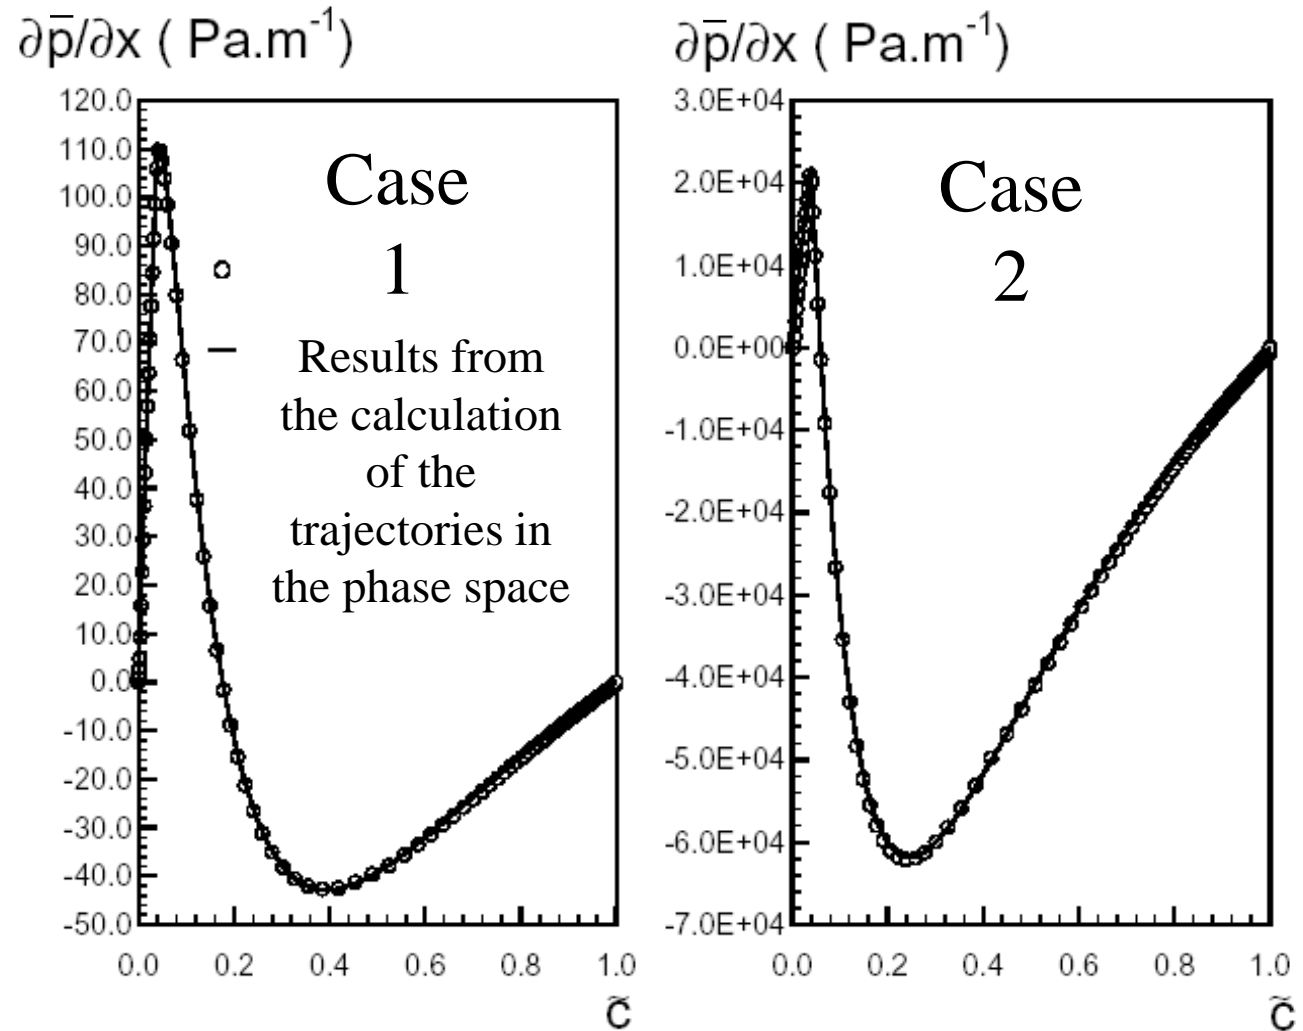 ∂p̅/∂x ( Pa.m⁻¹)
120.0
110.0
100.0
90.0
80.0
70.0
60.0
50.0
40.0
30.0
20.0
10.0
0.0
-10.0
-20.0
-30.0
-40.0
-50.0
0.0 0.2 0.4 0.6 0.8 1.0
c̃
Case
1
Results from
the calculation
of the
trajectories in
the phase space
∂p̅/∂x ( Pa.m⁻¹)
3.0E+04
2.0E+04
1.0E+04
0.0E+00
-1.0E+04
-2.0E+04
-3.0E+04
-4.0E+04
-5.0E+04
-6.0E+04
-7.0E+04
0.0 0.2 0.4 0.6 0.8 1.0
c̃
Case
2